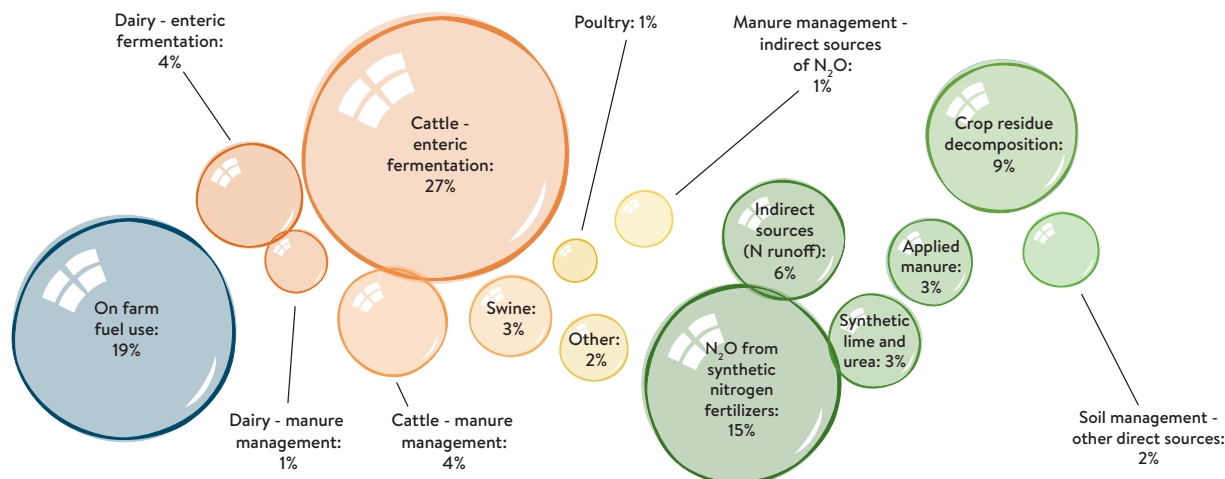 Dairy - enteric
fermentation:
4%
Poultry: 1%
Manure management -
indirect sources
of N₂O:
1%
Cattle -
enteric
fermentation:
27%
Crop residue
decomposition:
9%
Indirect
sources
(N runoff):
6%
Applied
manure:
3%
On farm
fuel use:
19%
Swine:
3%
Other:
2%
Synthetic
lime and
urea: 3%
N₂O from
synthetic
nitrogen
fertilizers:
15%
Dairy - manure
management:
1%
Cattle - manure
management:
4%
Soil management -
other direct sources:
2%